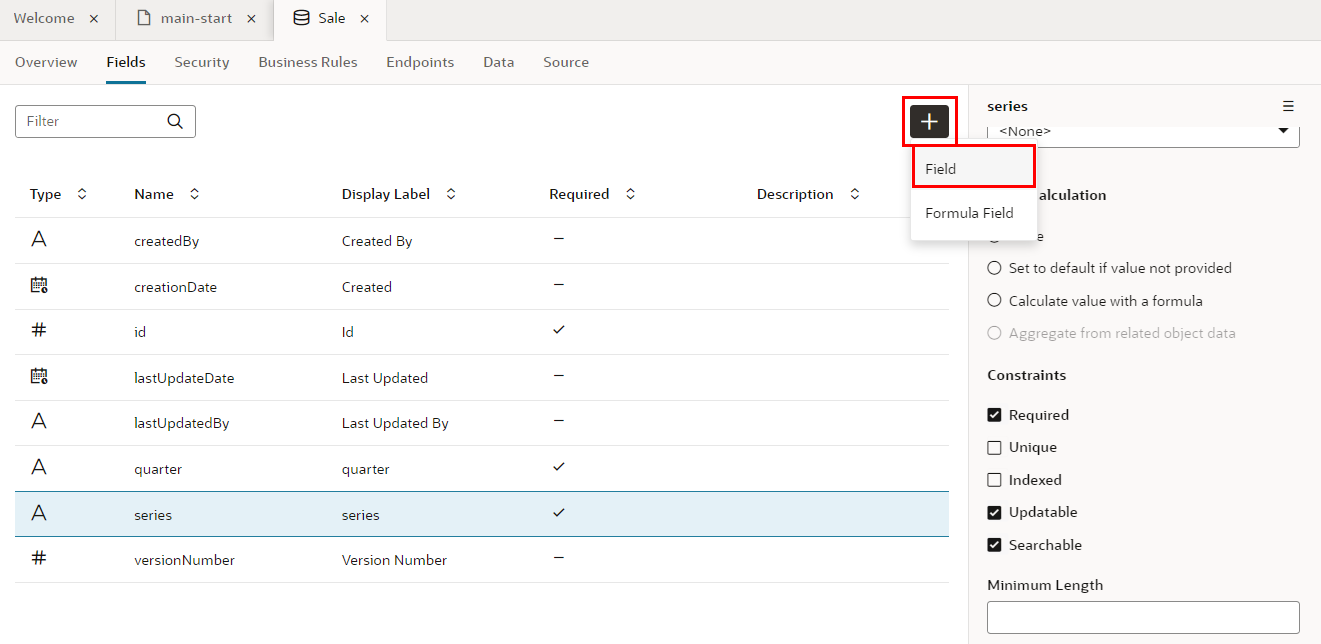 Welcome × main-start × Sale ×
Overview Fields Security Business Rules Endpoints Data Source
Filter
series
<None>
Field
Formula Field
Type Name Display Label Required Description
createdBy Created By
creationDate Created
id Id
lastUpdateDate Last Updated
lastUpdatedBy Last Updated By
quarter quarter
series series
versionNumber Version Number
alculation
e
Set to default if value not provided
Calculate value with a formula
Aggregate from related object data
Constraints
Required
Unique
Indexed
Updatable
Searchable
Minimum Length